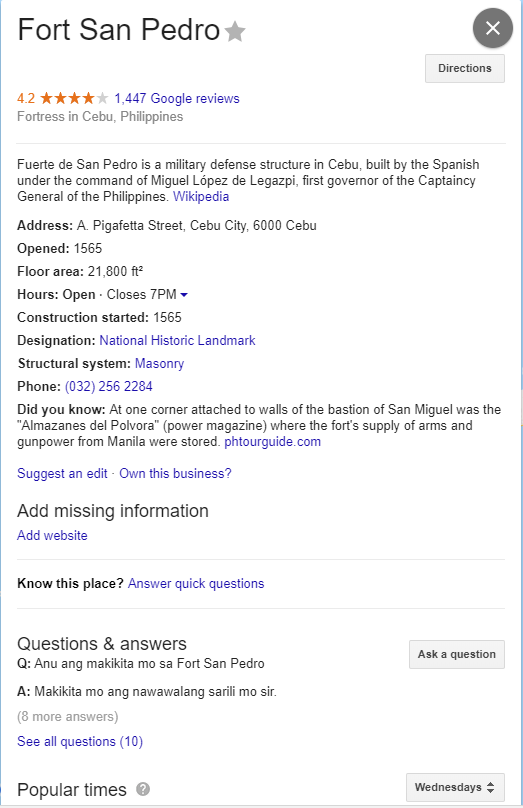 Fort San Pedro
Directions
4.2 1,447 Google reviews
Fortress in Cebu, Philippines
Fuerte de San Pedro is a military defense structure in Cebu, built by the Spanish
under the command of Miguel López de Legazpi, first governor of the Captaincy
General of the Philippines. Wikipedia
Address: A. Pigafetta Street, Cebu City, 6000 Cebu
Opened: 1565
Floor area: 21,800 ft²
Hours: Open · Closes 7PM
Construction started: 1565
Designation: National Historic Landmark
Structural system: Masonry
Phone: (032) 256 2284
Did you know: At one corner attached to walls of the bastion of San Miguel was the
"Almazanes del Polvora" (power magazine) where the fort's supply of arms and
gunpower from Manila were stored. phtourguide.com
Suggest an edit · Own this business?
Add missing information
Add website
Know this place? Answer quick questions
Questions & answers
Ask a question
Q: Anu ang makikita mo sa Fort San Pedro
A: Makikita mo ang nawawalang sarili mo sir.
(8 more answers)
See all questions (10)
Popular times ?
Wednesdays